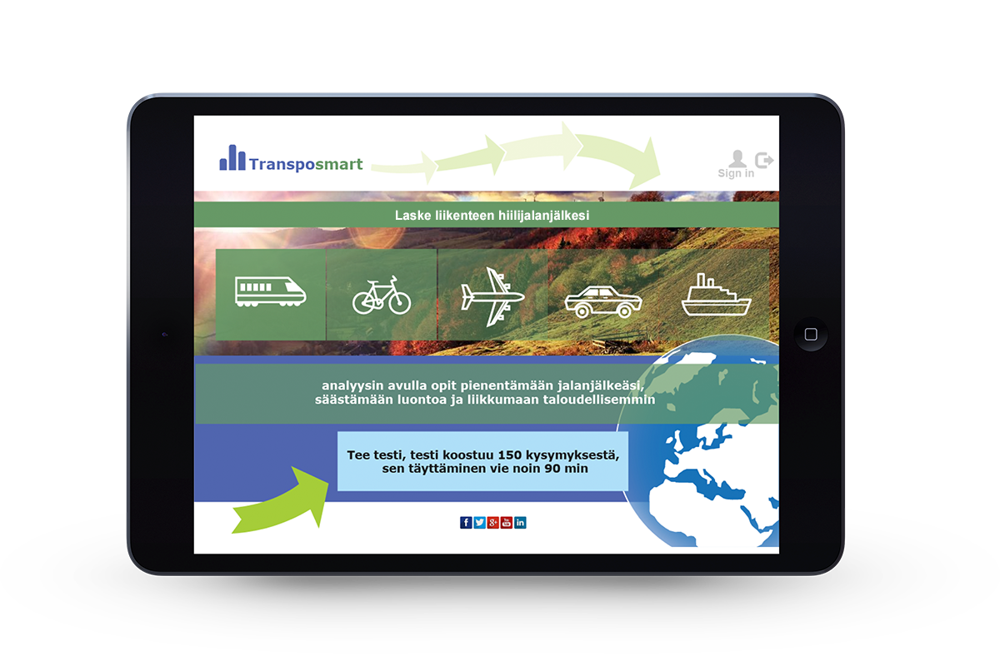 Transposmart
Sign in
Laske liikenteen hiilijalanjälkesi
analyysin avulla opit pienentämään jalanjälkeäsi,
säästämään luontoa ja liikkumaan taloudellisemmin
Tee testi, testi koostuu 150 kysymyksestä,
sen täyttäminen vie noin 90 min